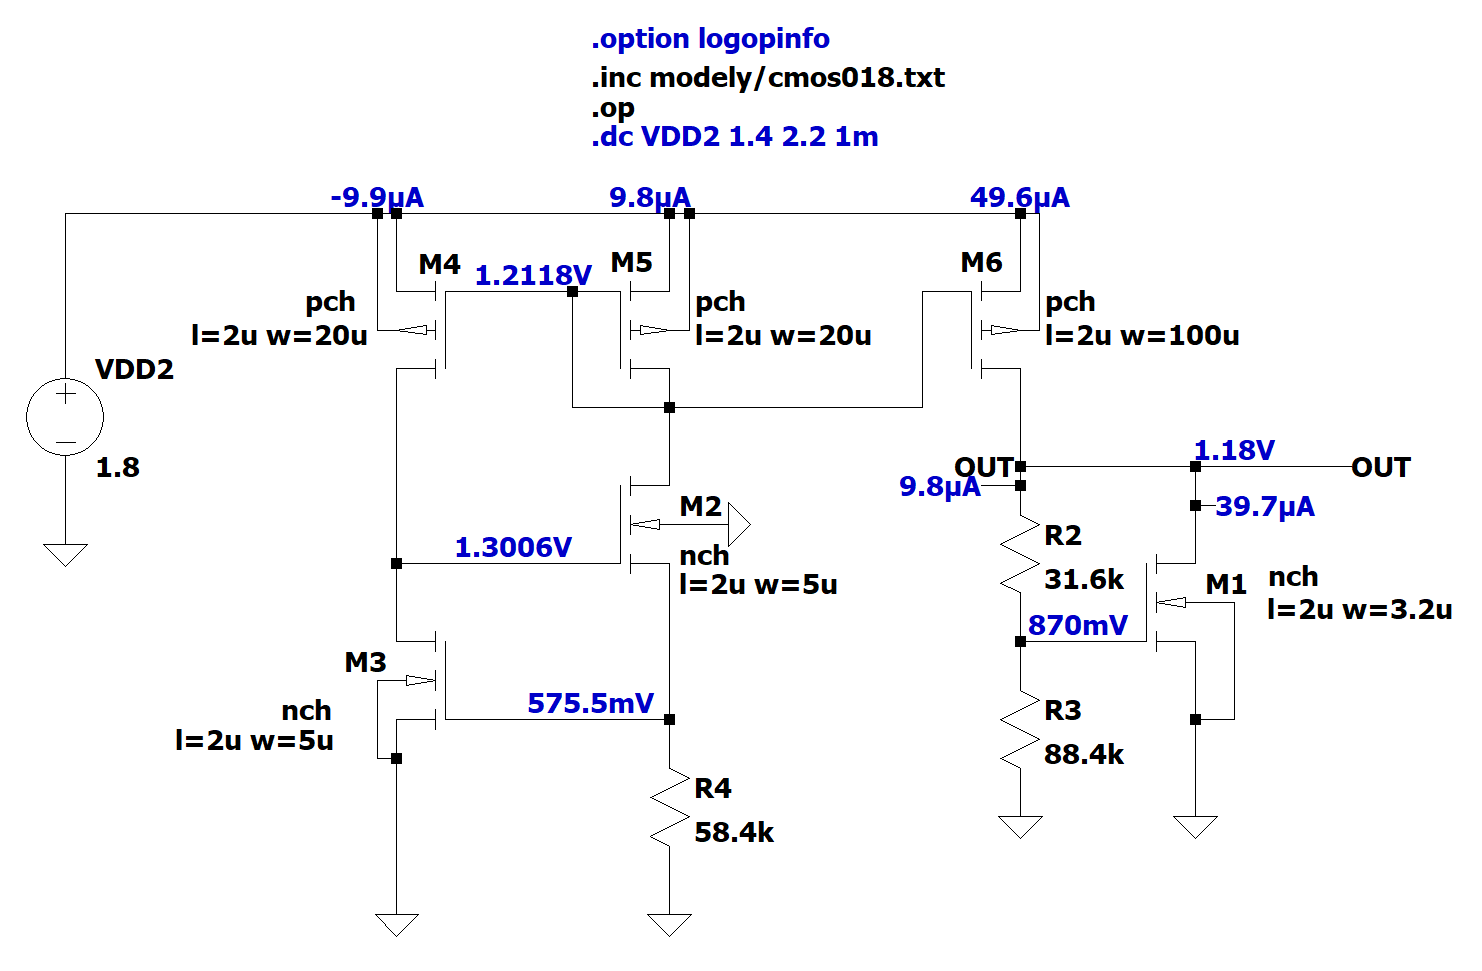 .option logopinfo
.inc modely/cmos018.txt
.op
.dc VDD2 1.4 2.2 1m
-9.9µA
9.8µA
49.6µA
M4
1.2118V
M5
M6
pch
l=2u w=20u
pch
l=2u w=20u
pch
l=2u w=100u
VDD2
1.8
OUT
1.18V
OUT
9.8µA
39.7µA
M2
1.3006V
nch
l=2u w=5u
R2
31.6k
M1
nch
l=2u w=3.2u
870mV
M3
575.5mV
nch
l=2u w=5u
R3
88.4k
R4
58.4k